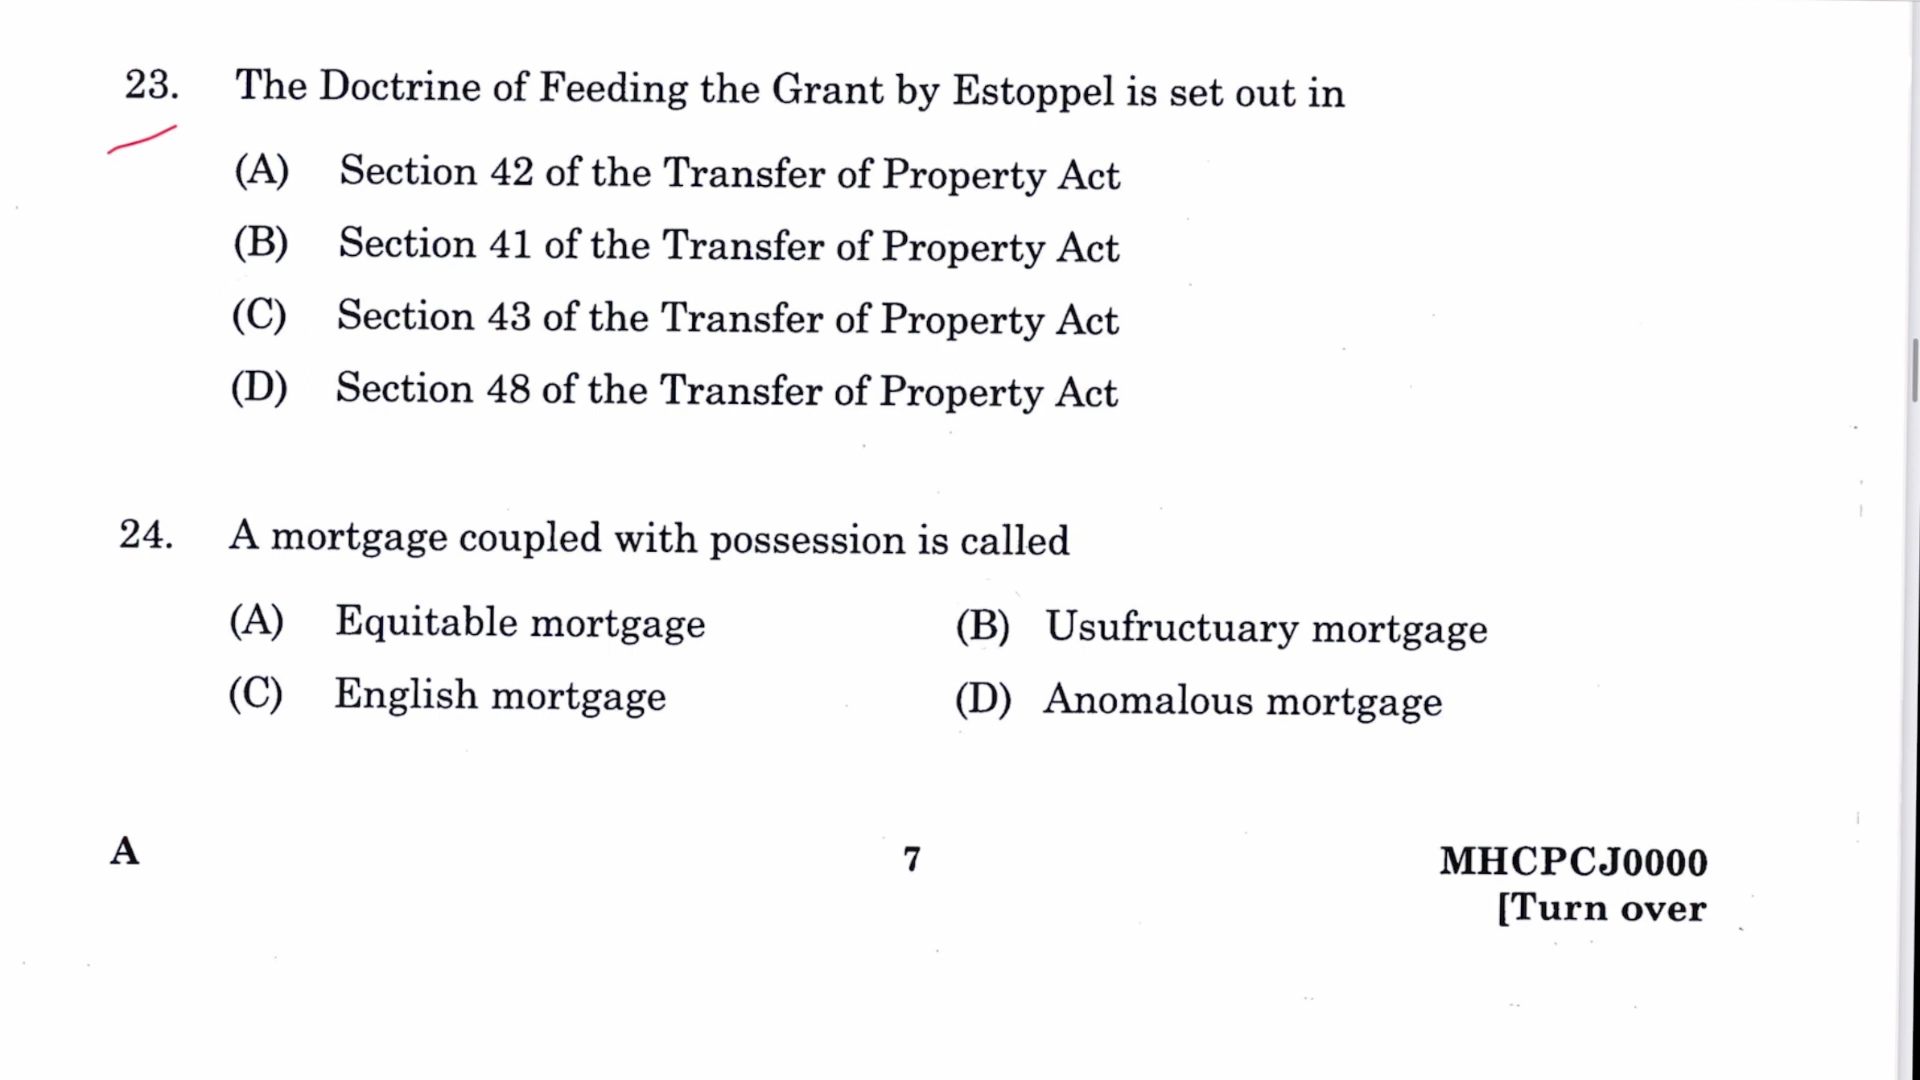 23. The Doctrine of Feeding the Grant by Estoppel is set out in
(A) Section 42 of the Transfer of Property Act
(B) Section 41 of the Transfer of Property Act
(C) Section 43 of the Transfer of Property Act
(D) Section 48 of the Transfer of Property Act
24. A mortgage coupled with possession is called
(A) Equitable mortgage (B) Usufructuary mortgage
(C) English mortgage (D) Anomalous mortgage
A 7 MHCPCJ0000
[Turn over